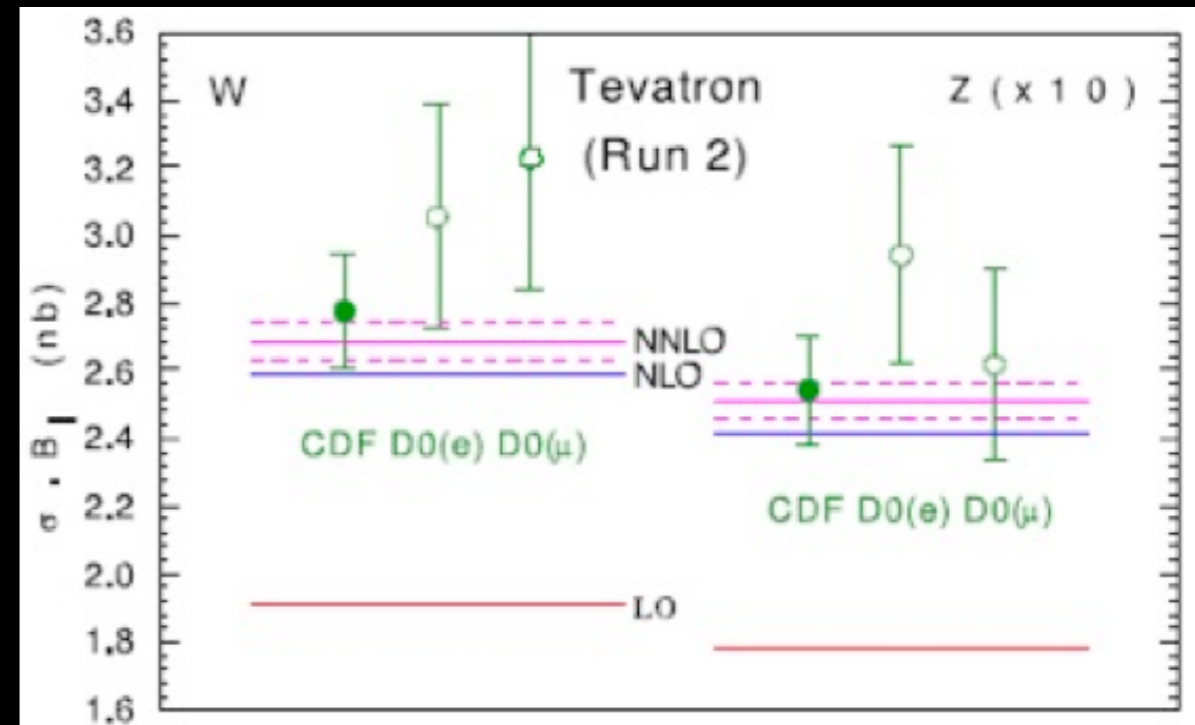 3.6
W Tevatron Z ( x 1 0 )
3.4
(Run 2)
3.2
3.0
2.8
NNLO
2.6 NLO
CDF D0(e) D0(μ)
2.4
CDF D0(e) D0(μ)
2.2
2.0
LO
1.8
1.6
σ . B l (nb)